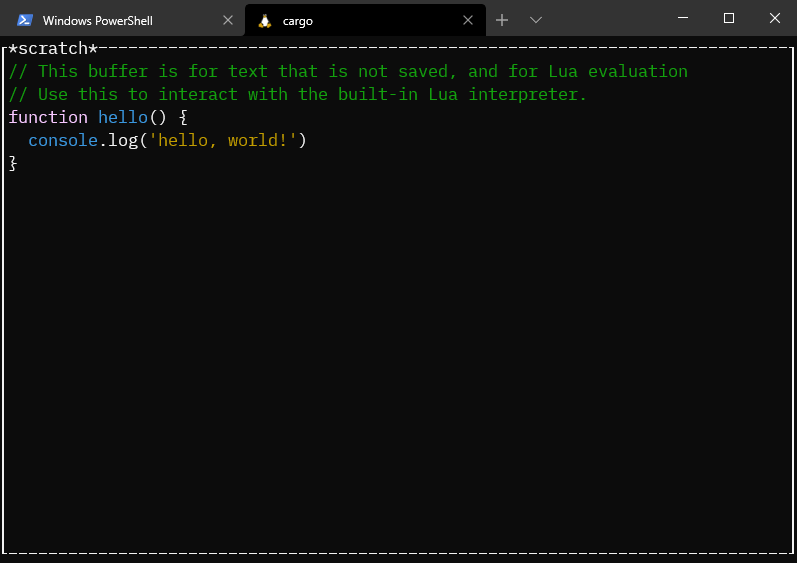 Windows PowerShell
cargo
*scratch*
// This buffer is for text that is not saved, and for Lua evaluation
// Use this to interact with the built-in Lua interpreter.
function hello() {
  console.log('hello, world!')
}